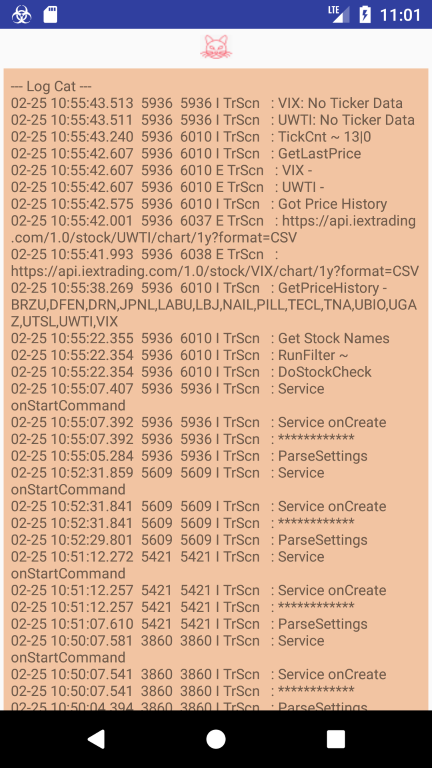 LTE 11:01
--- Log Cat ---
02-25 10:55:43.513 5936 5936 I TrScn : VIX: No Ticker Data
02-25 10:55:43.511 5936 5936 I TrScn : UWTI: No Ticker Data
02-25 10:55:43.240 5936 6010 I TrScn : TickCnt ~ 13|0
02-25 10:55:42.607 5936 6010 I TrScn : GetLastPrice
02-25 10:55:42.607 5936 6010 E TrScn : VIX -
02-25 10:55:42.607 5936 6010 E TrScn : UWTI -
02-25 10:55:42.575 5936 6010 I TrScn : Got Price History
02-25 10:55:42.001 5936 6037 E TrScn : https://api.iextrading
.com/1.0/stock/UWTI/chart/1y?format=CSV
02-25 10:55:41.993 5936 6038 E TrScn :
https://api.iextrading.com/1.0/stock/VIX/chart/1y?format=CSV
02-25 10:55:38.269 5936 6010 I TrScn : GetPriceHistory -
BRZU,DFEN,DRN,JPNL,LABU,LBJ,NAIL,PILL,TECL,TNA,UBIO,UGA
Z,UTSL,UWTI,VIX
02-25 10:55:22.355 5936 6010 I TrScn : Get Stock Names
02-25 10:55:22.354 5936 6010 I TrScn : RunFilter ~
02-25 10:55:22.354 5936 6010 I TrScn : DoStockCheck
02-25 10:55:07.407 5936 5936 I TrScn : Service
onStartCommand
02-25 10:55:07.392 5936 5936 I TrScn : Service onCreate
02-25 10:55:07.392 5936 5936 I TrScn : ************
02-25 10:55:05.284 5936 5936 I TrScn : ParseSettings
02-25 10:52:31.859 5609 5609 I TrScn : Service
onStartCommand
02-25 10:52:31.841 5609 5609 I TrScn : Service onCreate
02-25 10:52:31.841 5609 5609 I TrScn : ************
02-25 10:52:29.801 5609 5609 I TrScn : ParseSettings
02-25 10:51:12.272 5421 5421 I TrScn : Service
onStartCommand
02-25 10:51:12.257 5421 5421 I TrScn : Service onCreate
02-25 10:51:12.257 5421 5421 I TrScn : ************
02-25 10:51:07.610 5421 5421 I TrScn : ParseSettings
02-25 10:50:07.581 3860 3860 I TrScn : Service
onStartCommand
02-25 10:50:07.541 3860 3860 I TrScn : Service onCreate
02-25 10:50:07.541 3860 3860 I TrScn : ************
02-25 10:50:04.394 3860 3860 I TrScn : ParseSettings